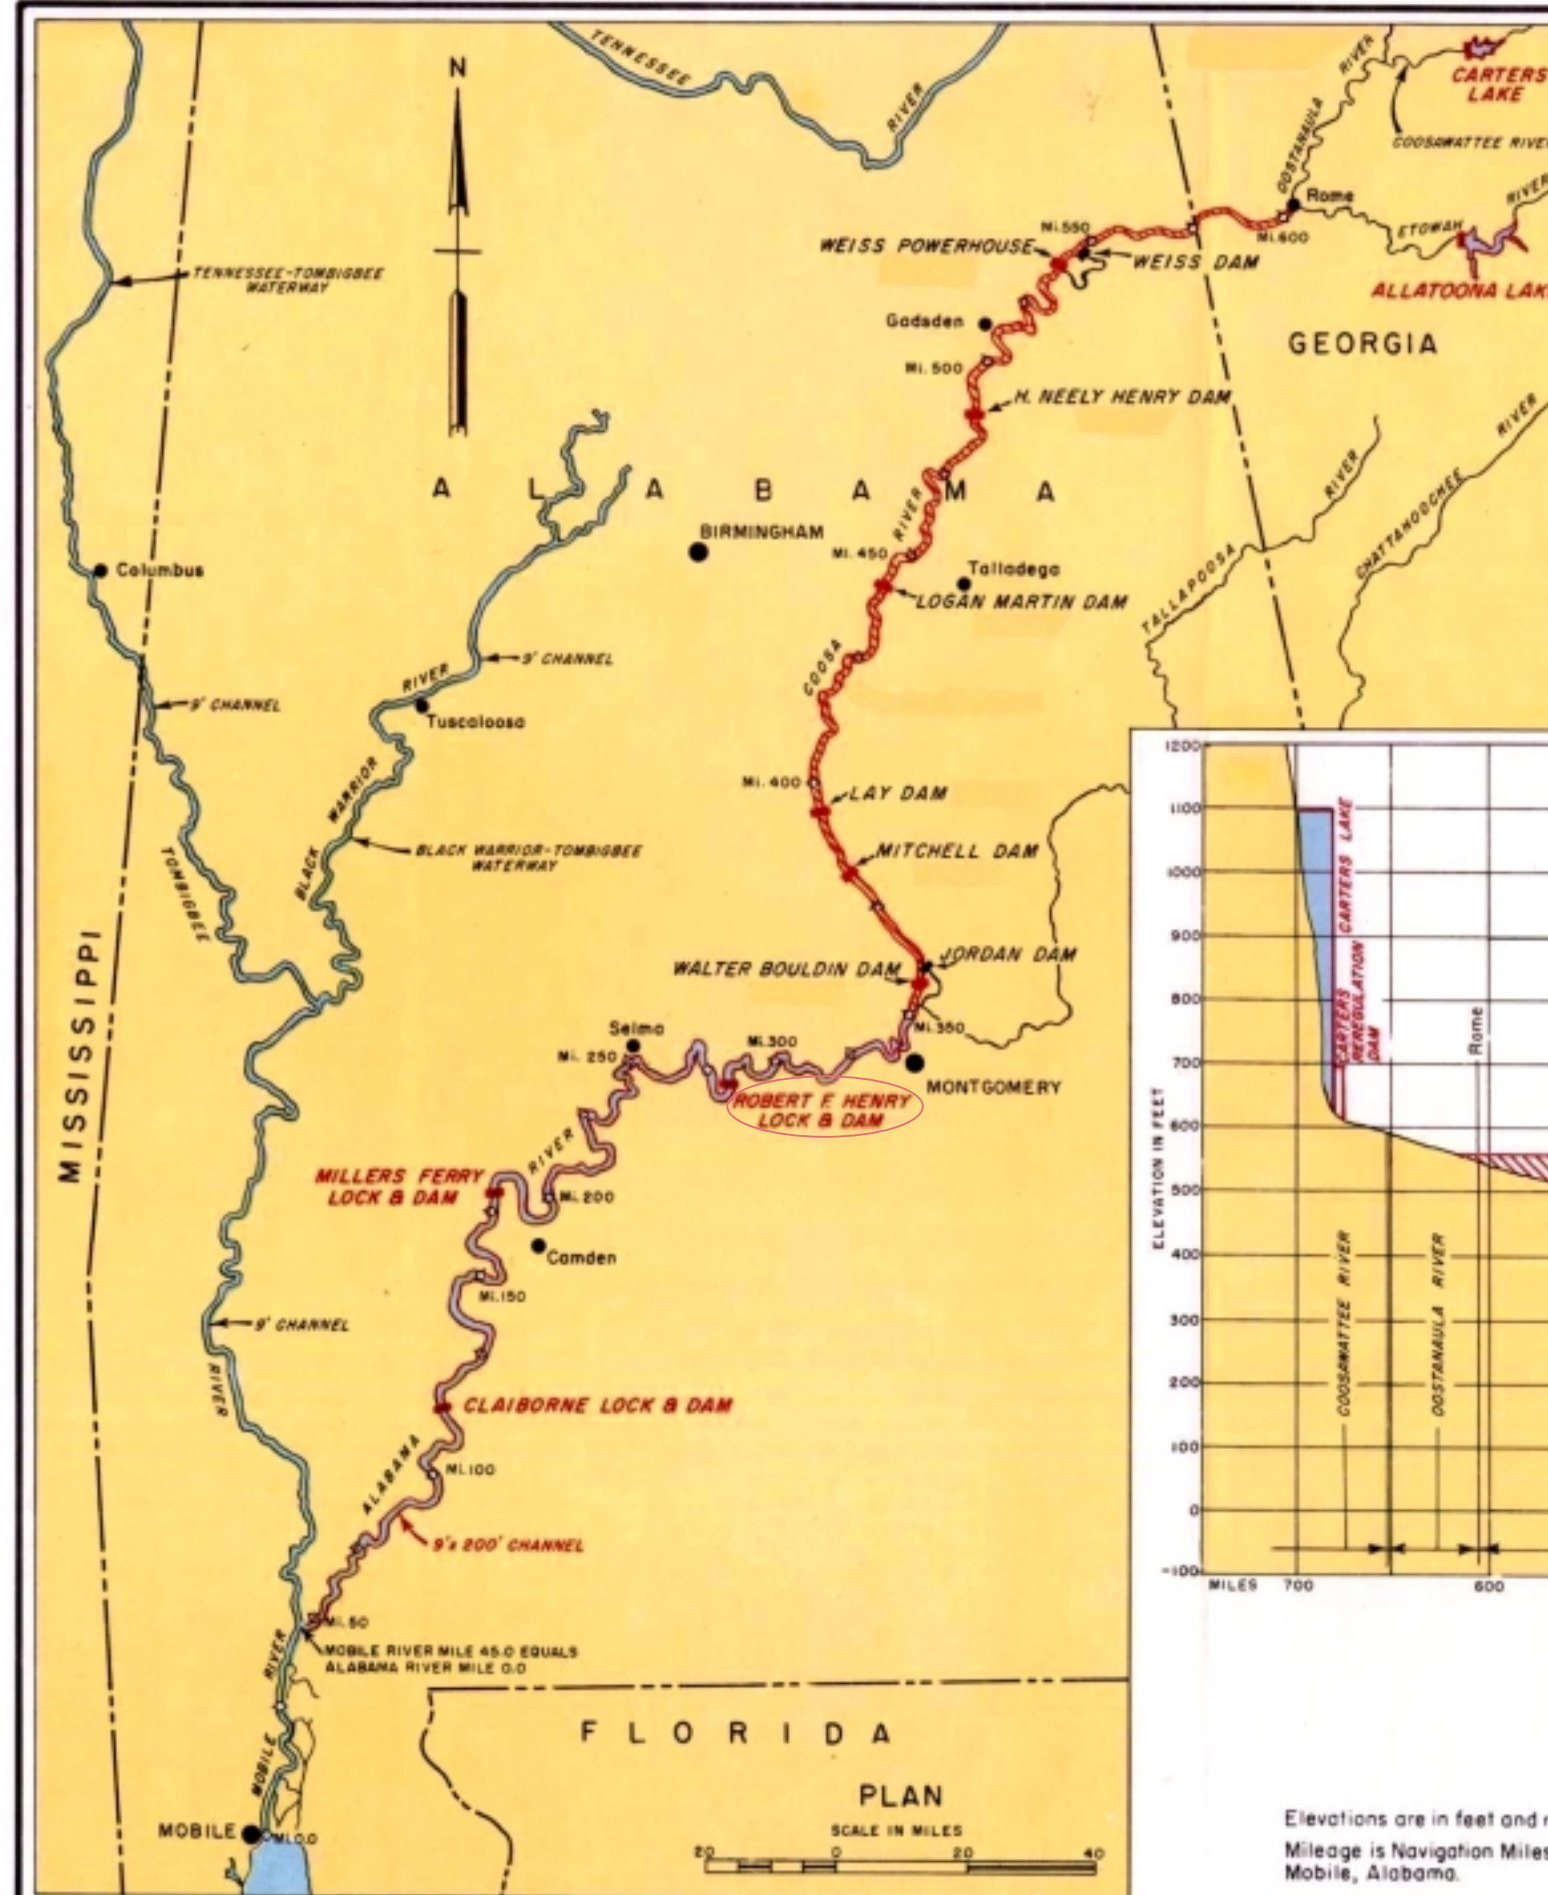 TENNESSEE
RIVER
N
OOSTANAULA
RIVER
CARTERS
LAKE
COOSAWATTEE RIVER
Rome
Mi.550
Mi.600
ETOWAH
RIVER
WEISS POWERHOUSE
WEISS DAM
TENNESSEE-TOMBIGBEE
WATERWAY
ALLATOONA
Gadsden
GEORGIA
Mi. 500
H. NEELY HENRY DAM
ALABAMA
RIVER
RIVER
RIVER
CHATTAHOOCHEE
BIRMINGHAM
Mi. 450
Talladega
Columbus
LOGAN MARTIN DAM
TALLAPOOSA
9' CHANNEL
COOSA
RIVER
9' CHANNEL
Tuscaloosa
Mi. 400
LAY DAM
BLACK WARRIOR
BLACK WARRIOR-TOMBIGBEE
WATERWAY
MITCHELL DAM
TOMBIGBEE
MISSISSIPPI
WALTER BOULDIN DAM
JORDAN DAM
Mi.350
Selma
Mi. 250
Mi.300
MONTGOMERY
ROBERT F. HENRY
LOCK & DAM
RIVER
MILLERS FERRY
LOCK & DAM
Mi. 200
Camden
Mi.150
9' CHANNEL
RIVER
CLAIBORNE LOCK & DAM
ALABAMA
Mi.100
9'x 200' CHANNEL
Mi.50
MOBILE RIVER MILE 45.0 EQUALS
ALABAMA RIVER MILE 0.0
MOBILE RIVER
FLORIDA
MOBILE
Mi.0.0
PLAN
SCALE IN MILES
20 0 20 40
1200
1100
1000
900
800
700
600
500
400
300
200
100
0
-100
ELEVATION IN FEET
CARTERS LAKE
CARTERS
REREGULATION
DAM
Rome
COOSAWATTEE RIVER
OOSTANAULA RIVER
MILES 700 600
Elevations are in feet and
Mileage is Navigation Miles
Mobile, Alabama.